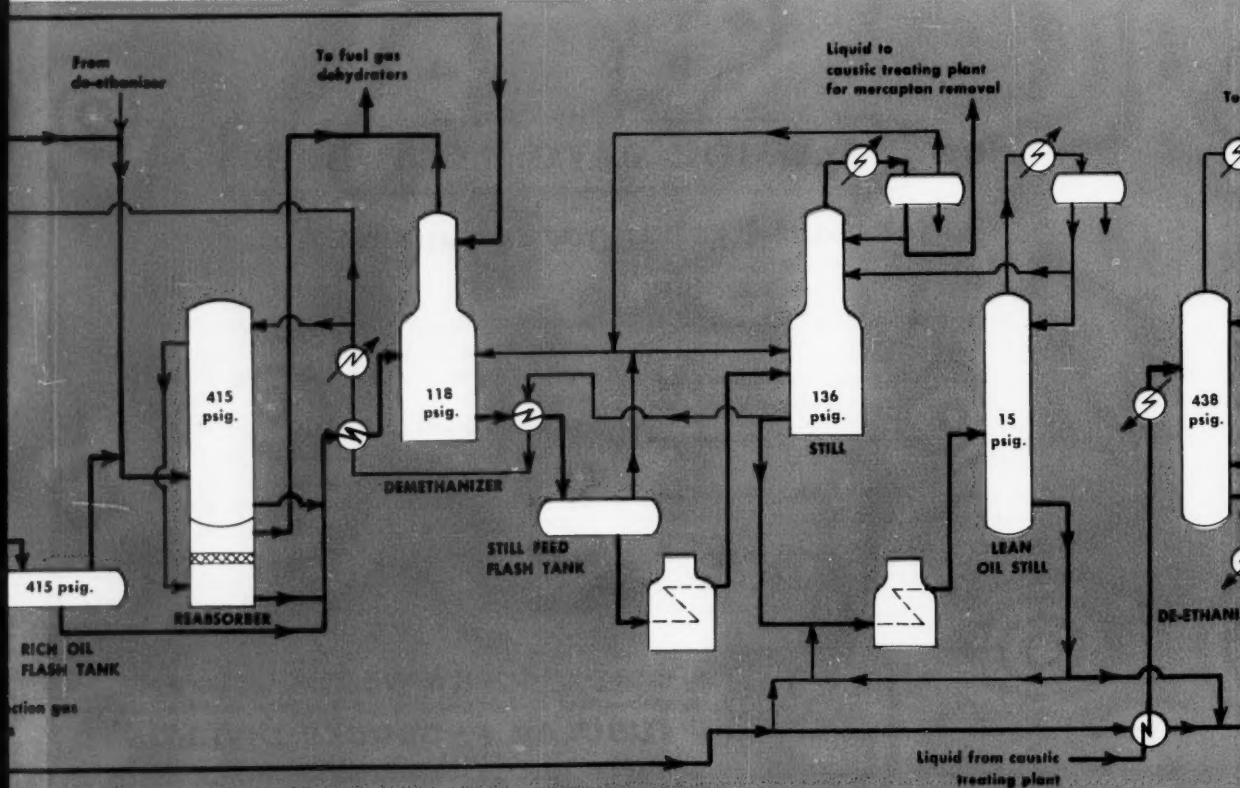 From
de-ethanizer
To fuel gas
dehydrators
Liquid to
caustic treating plant
for mercaptan removal
To
415
psig.
118
psig.
136
psig.
STILL
15
psig.
438
psig.
DEMETHANIZER
STILL FEED
FLASH TANK
LEAN
OIL STILL
415 psig.
REABSORBER
DE-ETHANI
RICH OIL
FLASH TANK
ction gas
Liquid from caustic
treating plant